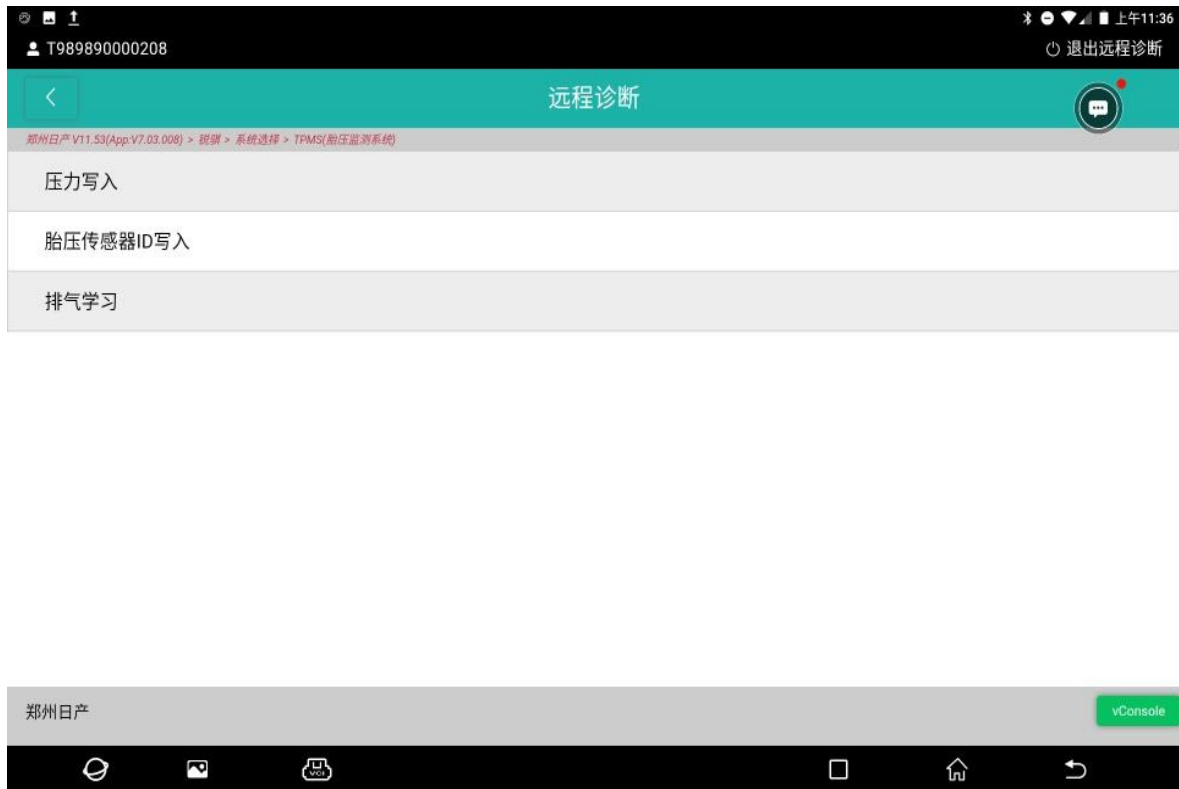 上午11:36
T989890000208
退出远程诊断
远程诊断
郑州日产 V11.53(App:V7.03.008) > 锐骐 > 系统选择 > TPMS(胎压监测系统)
压力写入
胎压传感器ID写入
排气学习
郑州日产
vConsole
VCI